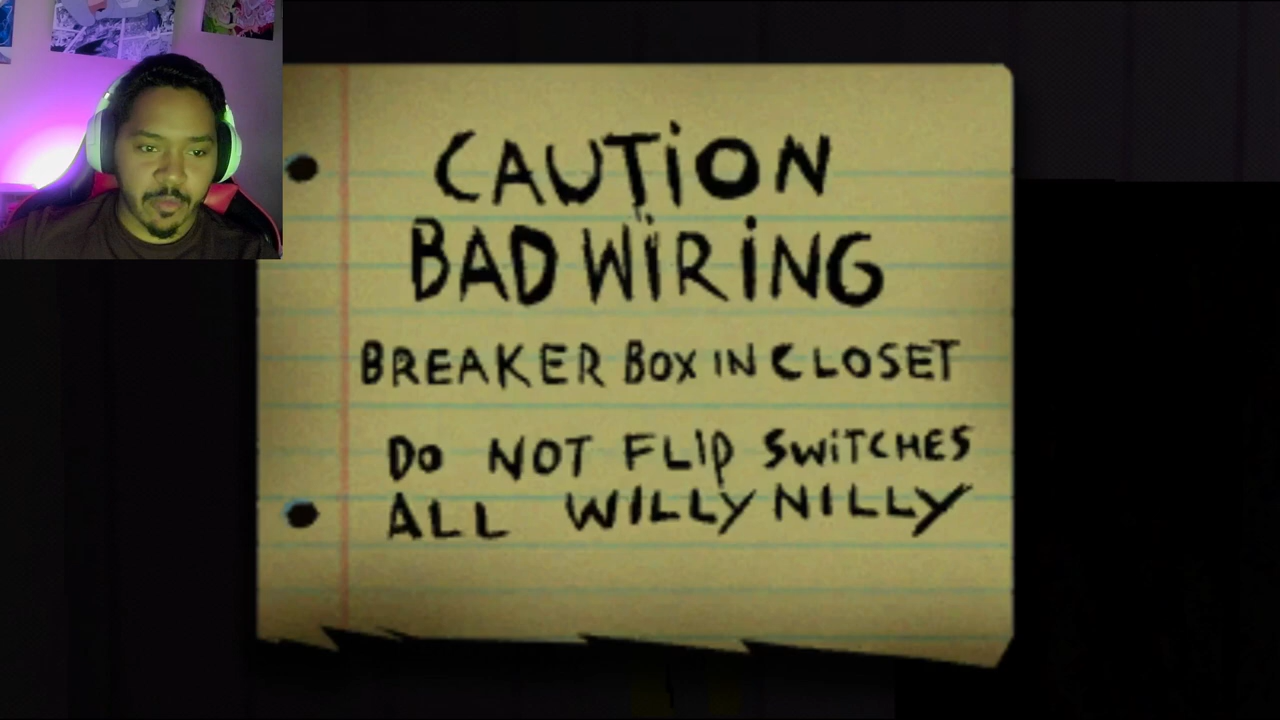 CAUTION
BAD WIRING
BREAKER BOX IN CLOSET
DO NOT FLIP SWITCHES
ALL WILLY NILLY